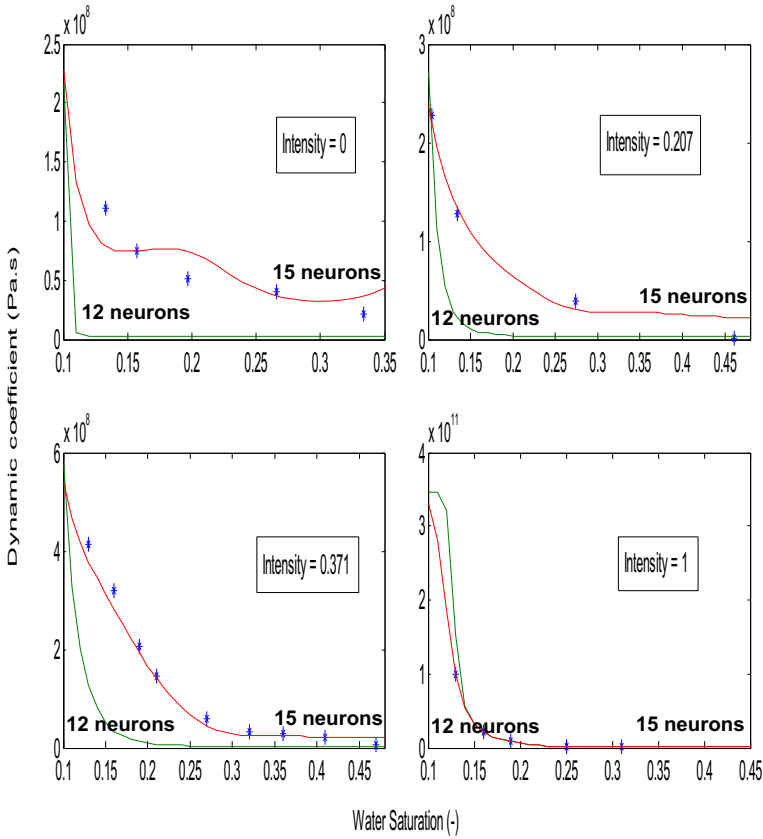 x 10^8
2.5
2
1.5
1
0.5
0
0.1 0.15 0.2 0.25 0.3 0.35
Intensity = 0
12 neurons
15 neurons
x 10^8
3
2
1
0
0.1 0.15 0.2 0.25 0.3 0.35 0.4 0.45
Intensity = 0.207
12 neurons
15 neurons
Dynamic coefficient (Pa.s)
x 10^8
6
4
2
0
0.1 0.15 0.2 0.25 0.3 0.35 0.4 0.45
Intensity = 0.371
12 neurons
15 neurons
x 10^11
4
3
2
1
0
0.1 0.15 0.2 0.25 0.3 0.35 0.4 0.45
Intensity = 1
12 neurons
15 neurons
Water Saturation (-)